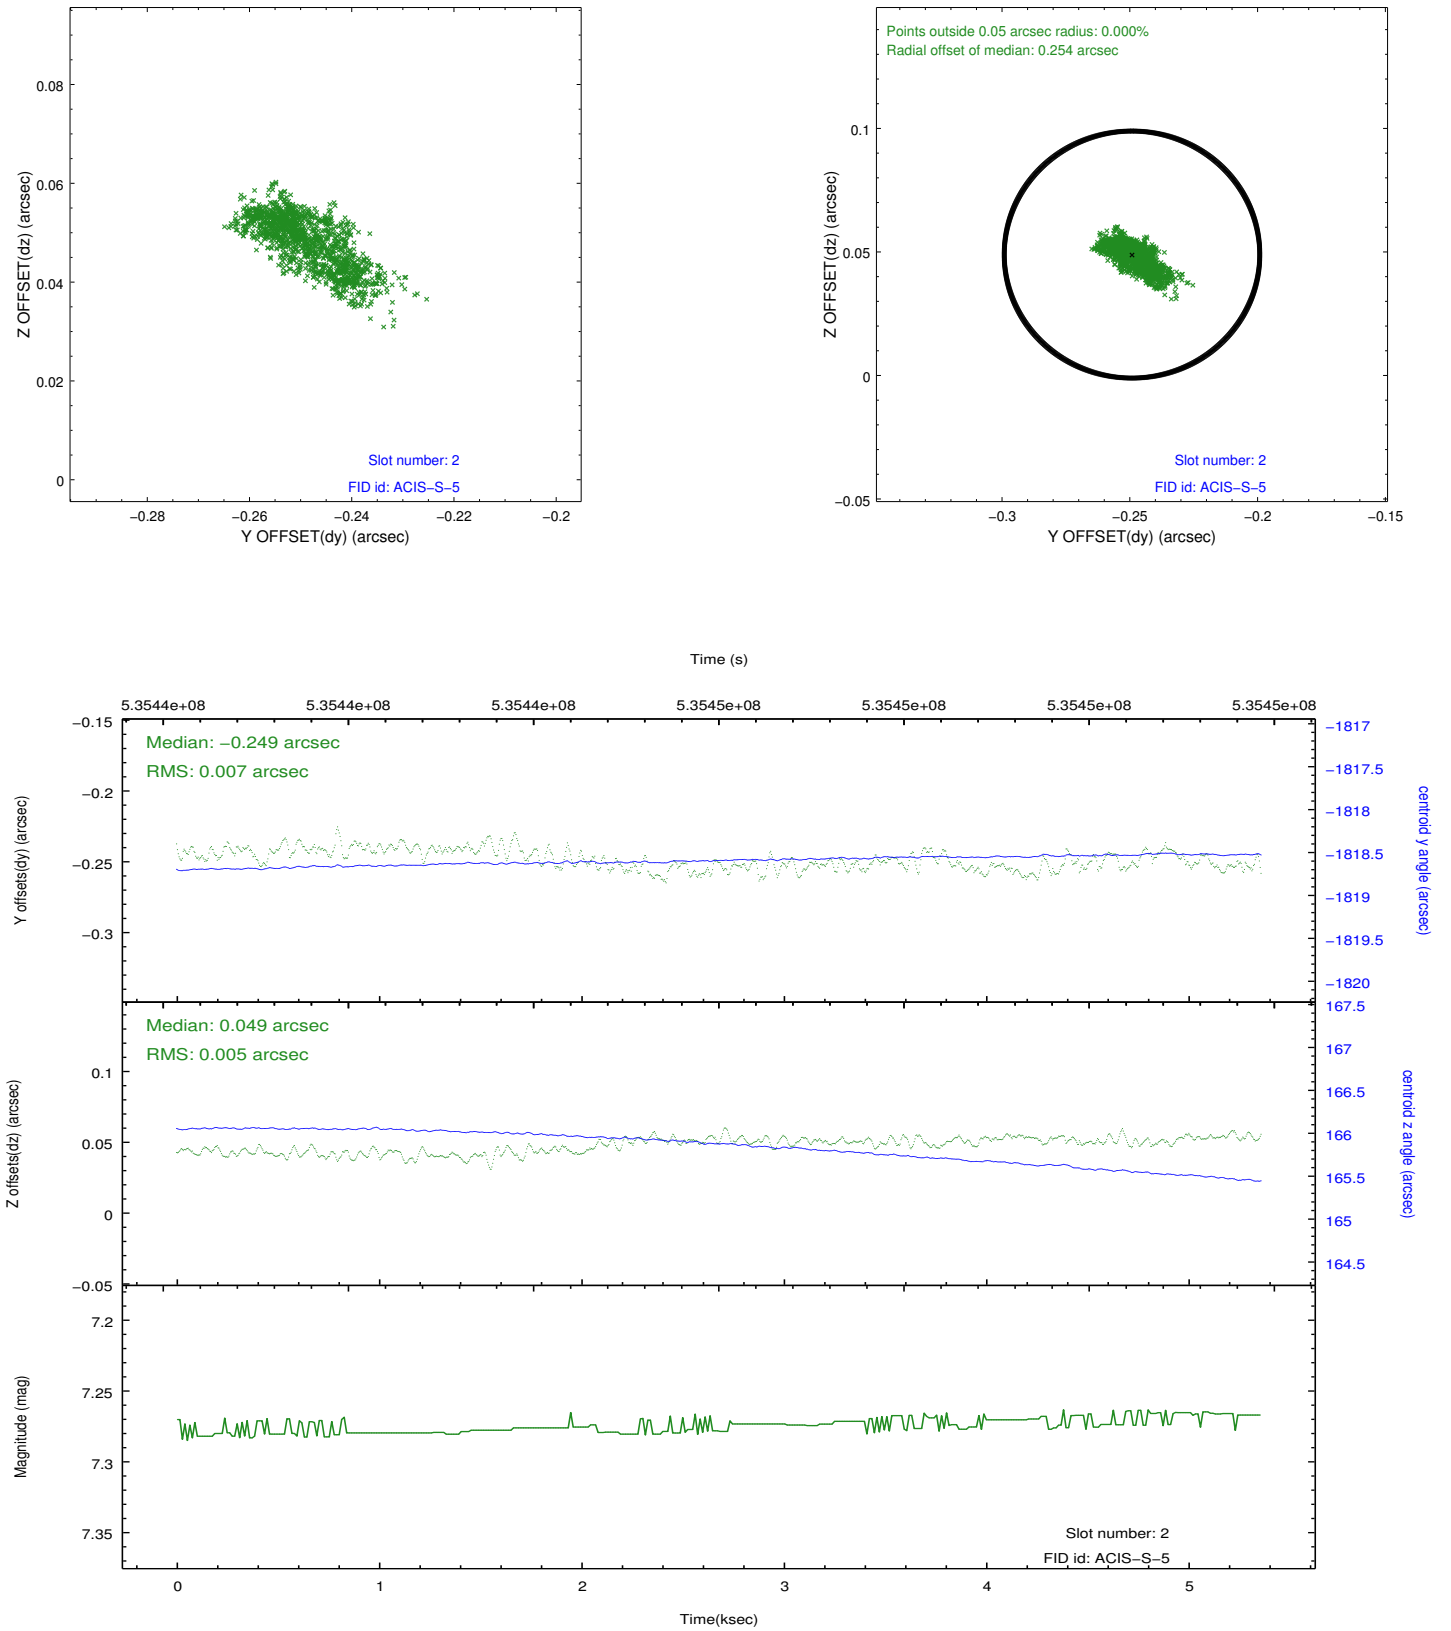 0.08
0.06
0.04
0.02
0
Z OFFSET(dz) (arcsec)
Slot number: 2
FID id: ACIS−S−5
−0.28 −0.26 −0.24 −0.22 −0.2
Y OFFSET(dy) (arcsec)
Points outside 0.05 arcsec radius: 0.000%
Radial offset of median: 0.254 arcsec
0.1
0.05
0
−0.05
Z OFFSET(dz) (arcsec)
Slot number: 2
FID id: ACIS−S−5
−0.3 −0.25 −0.2 −0.15
Y OFFSET(dy) (arcsec)
Time (s)
5.3544e+08 5.3544e+08 5.3544e+08 5.3545e+08 5.3545e+08 5.3545e+08 5.3545e+08
−0.15
−0.2
−0.25
−0.3
Y offsets(dy) (arcsec)
Median: −0.249 arcsec
RMS: 0.007 arcsec
−1817
−1817.5
−1818
−1818.5
−1819
−1819.5
−1820
centroid y angle (arcsec)
0.1
0.05
0
−0.05
Z offsets(dz) (arcsec)
Median: 0.049 arcsec
RMS: 0.005 arcsec
167.5
167
166.5
166
165.5
165
164.5
centroid z angle (arcsec)
7.2
7.25
7.3
7.35
Magnitude (mag)
Slot number: 2
FID id: ACIS−S−5
0 1 2 3 4 5
Time(ksec)